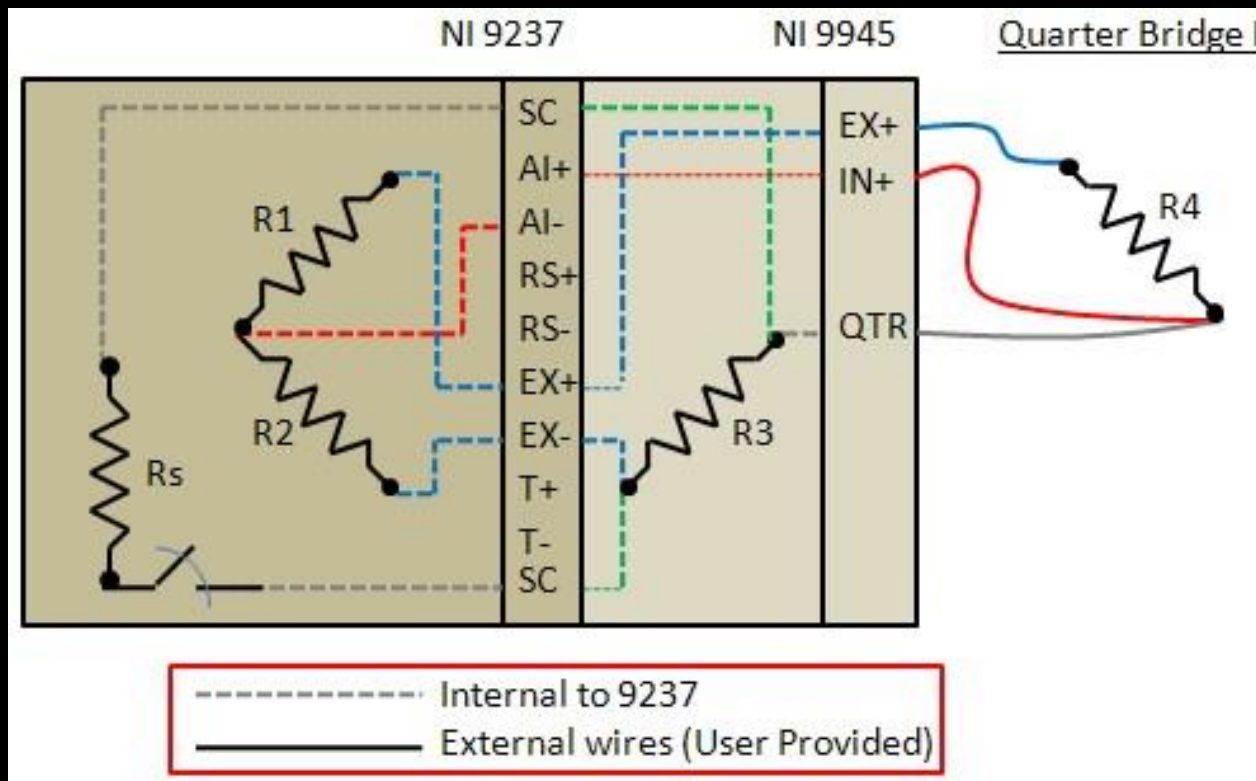 NI 9237
NI 9945
Quarter Bridge
SC
AI+
AI-
RS+
RS-
EX+
EX-
T+
T-
SC
EX+
IN+
QTR
R1
R2
Rs
R3
R4
Internal to 9237
External wires (User Provided)